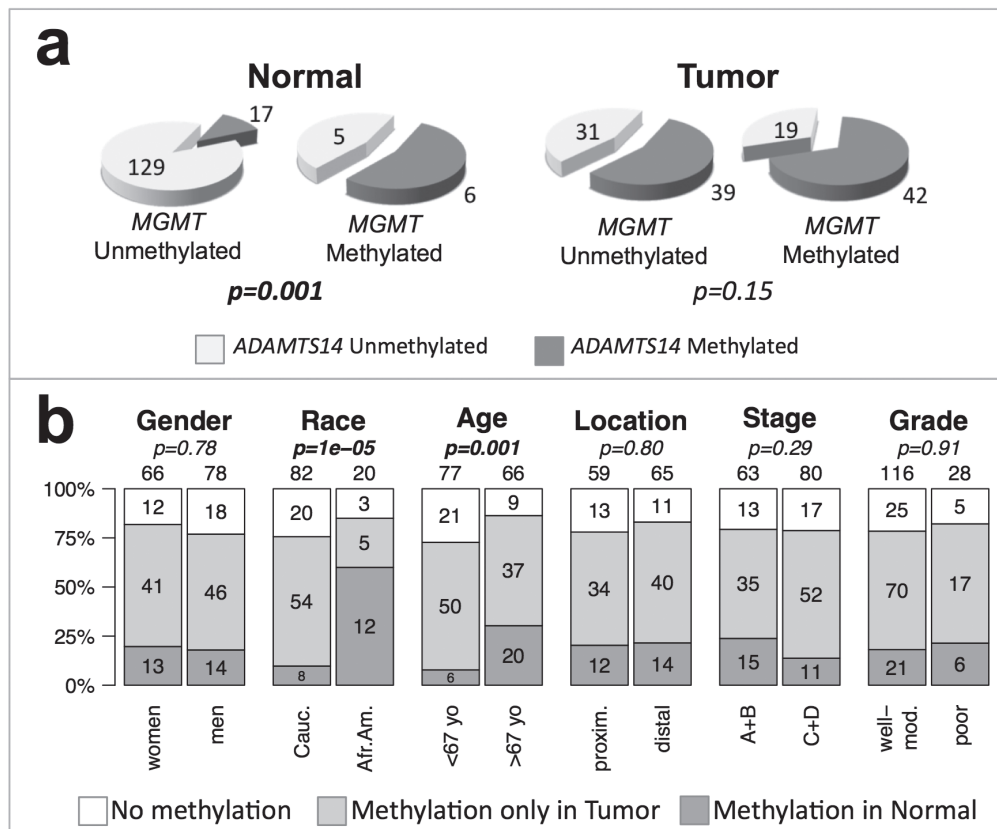 a
Normal
Tumor
17
129
5
6
31
39
19
42
MGMT
Unmethylated
MGMT
Methylated
MGMT
Unmethylated
MGMT
Methylated
p=0.001
p=0.15
ADAMTS14 Unmethylated
ADAMTS14 Methylated
b
Gender Race Age Location Stage Grade
p=0.78 p=1e–05 p=0.001 p=0.80 p=0.29 p=0.91
66 78 82 20 77 66 59 65 63 80 116 28
100%
75%
50%
25%
0%
12 18 20 3 21 9 13 11 13 17 25 5
41 46 54 5 50 37 34 40 35 52 70 17
13 14 8 12 6 20 12 14 15 11 21 6
women
men
Cauc.
Afr.Am.
<67 yo
>67 yo
proxim.
distal
A+B
C+D
well–
mod.
poor
No methylation
Methylation only in Tumor
Methylation in Normal